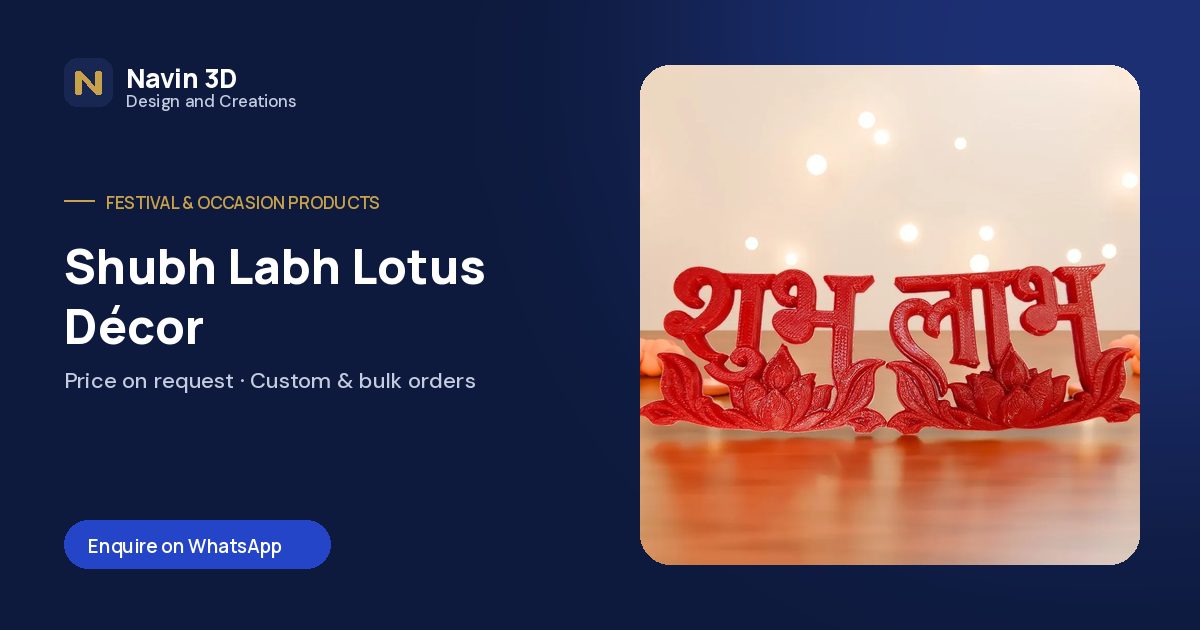 Navin 3D
Design and Creations
FESTIVAL & OCCASION PRODUCTS
Shubh Labh Lotus
Décor
Price on request · Custom & bulk orders
Enquire on WhatsApp
शुभ लाभ